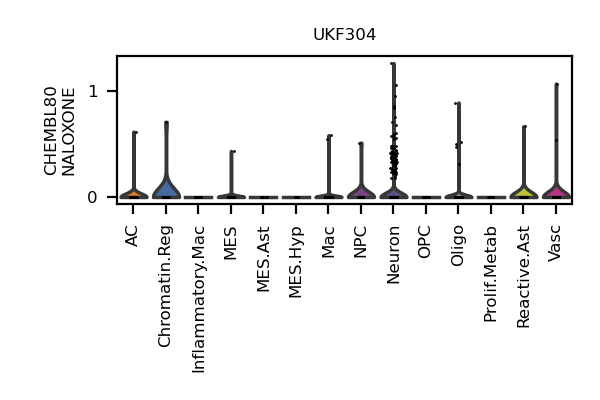 UKF304
CHEMBL80
NALOXONE
1
0
AC
Chromatin.Reg
Inflammatory.Mac
MES
MES.Ast
MES.Hyp
Mac
NPC
Neuron
OPC
Oligo
Prolif.Metab
Reactive.Ast
Vasc